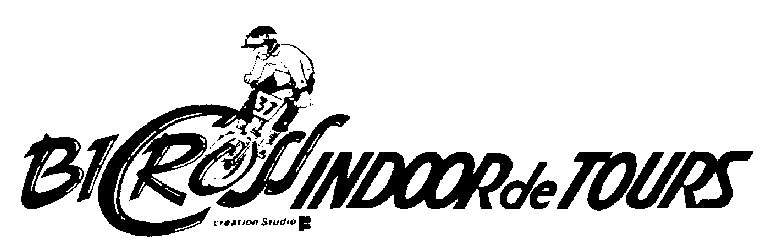 BICROSS INDOOR de TOURS
37
creation Studio